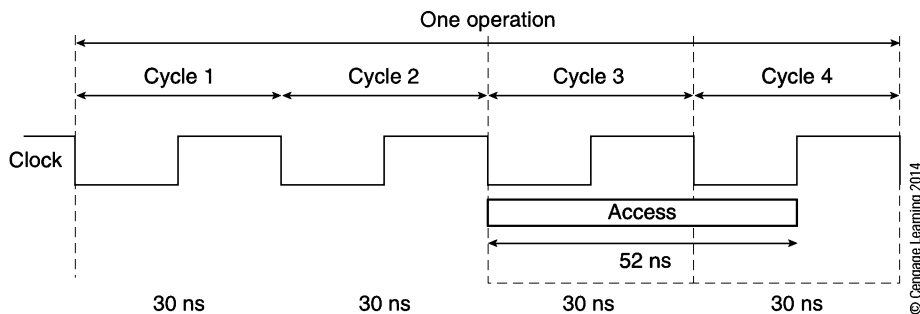 One operation
Cycle 1 Cycle 2 Cycle 3 Cycle 4
Clock
Access
52 ns
30 ns 30 ns 30 ns 30 ns
© Cengage Learning 2014